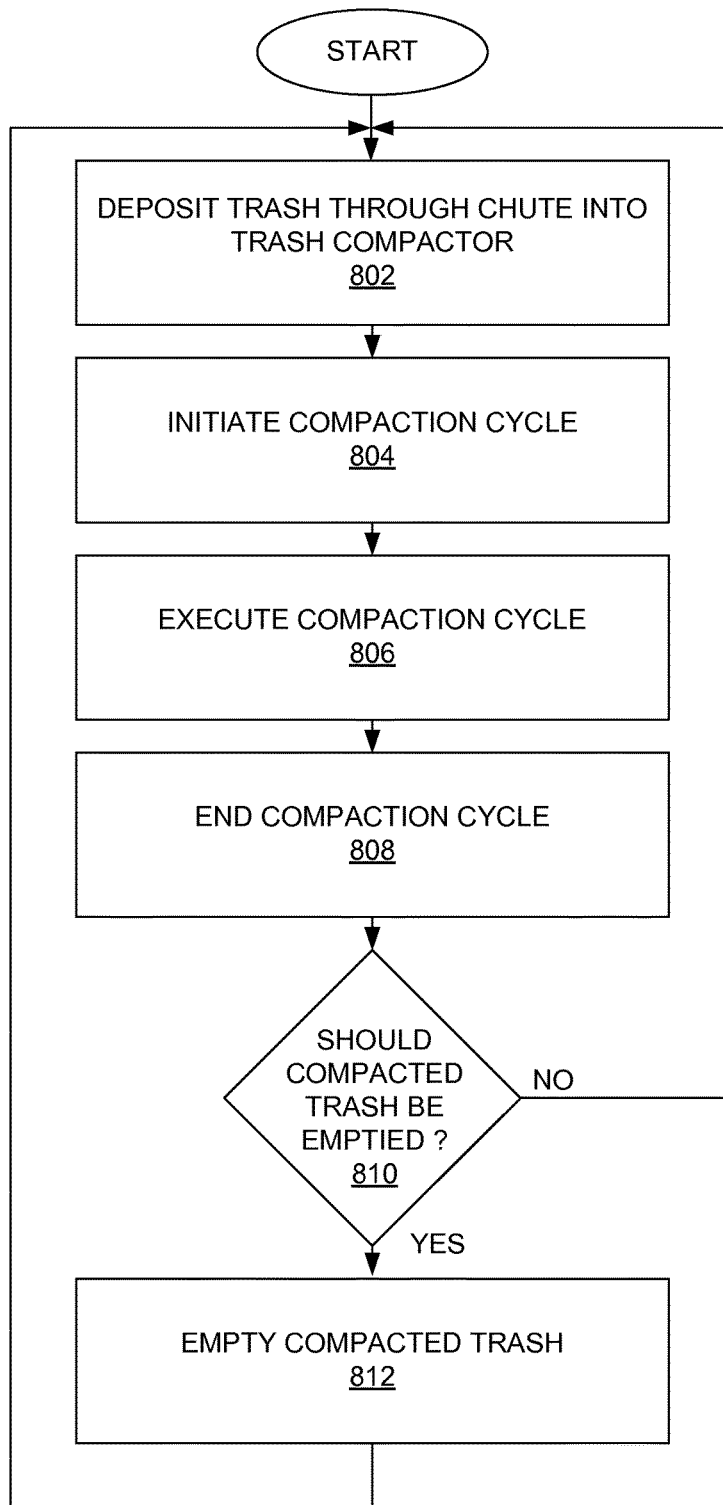 START
DEPOSIT TRASH THROUGH CHUTE INTO
TRASH COMPACTOR
802
INITIATE COMPACTION CYCLE
804
EXECUTE COMPACTION CYCLE
806
END COMPACTION CYCLE
808
SHOULD
COMPACTED
TRASH BE
EMPTIED ?
810
NO
YES
EMPTY COMPACTED TRASH
812